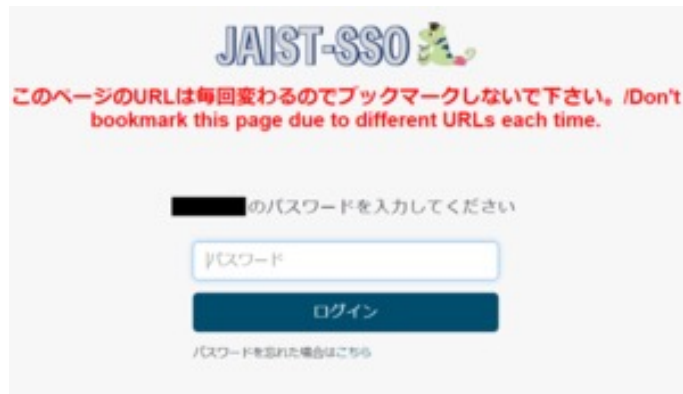 JAIST-SSO
このページのURLは毎回変わるのでブックマークしないで下さい。/Don't
bookmark this page due to different URLs each time.
のパスワードを入力してください
パスワード
ログイン
パスワードを忘れた場合はこちら